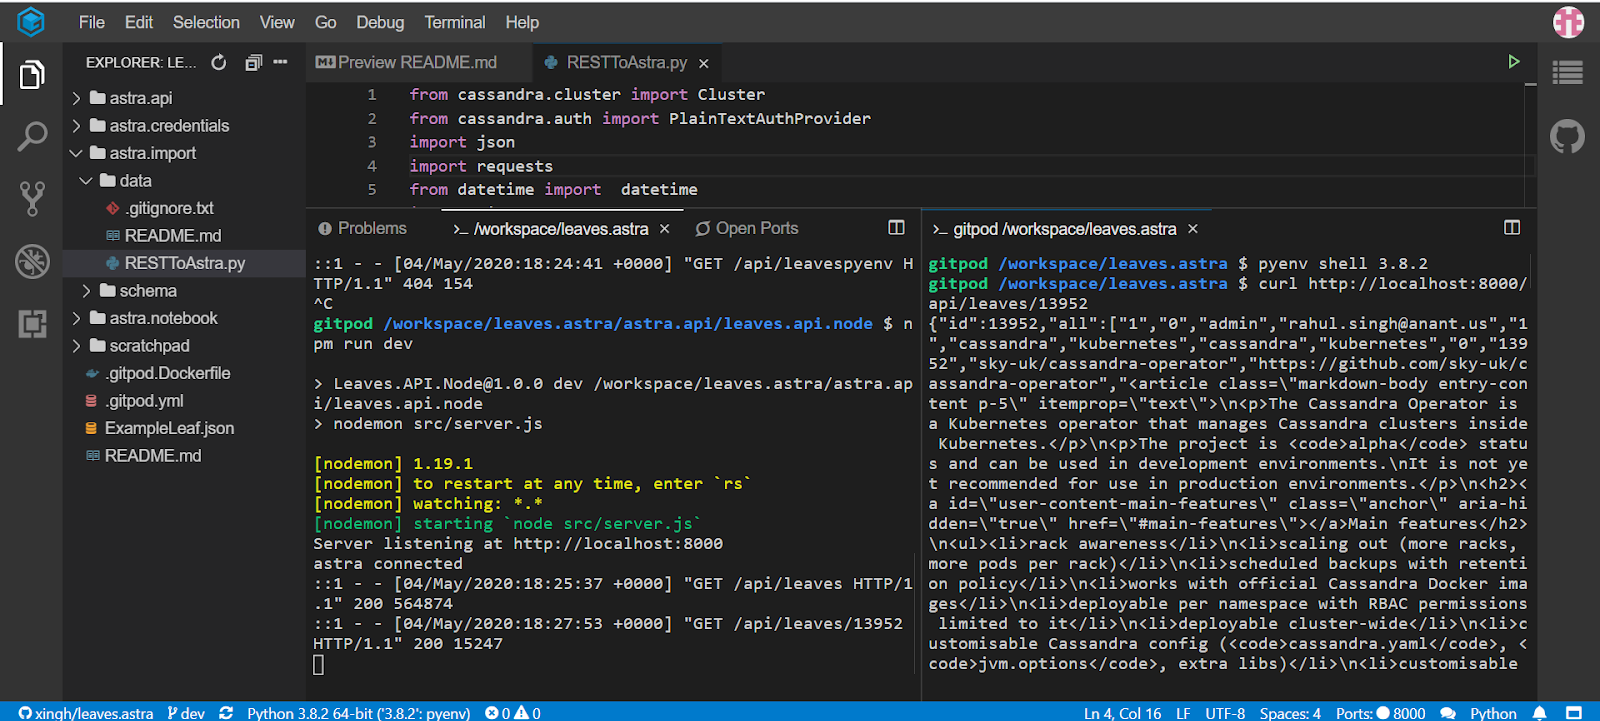 File Edit Selection View Go Debug Terminal Help
EXPLORER: LE...
astra.api
astra.credentials
astra.import
data
.gitignore.txt
README.md
RESTToAstra.py
schema
astra.notebook
scratchpad
.gitpod.Dockerfile
.gitpod.yml
ExampleLeaf.json
README.md
Preview README.md
RESTToAstra.py ×
1 from cassandra.cluster import Cluster
2 from cassandra.auth import PlainTextAuthProvider
3 import json
4 import requests
5 from datetime import  datetime
Problems
>_ /workspace/leaves.astra ×
Open Ports
::1 - - [04/May/2020:18:24:41 +0000] "GET /api/leavespyenv H
TTP/1.1" 404 154
^C
gitpod /workspace/leaves.astra/astra.api/leaves.api.node $ n
pm run dev
> Leaves.API.Node@1.0.0 dev /workspace/leaves.astra/astra.ap
i/leaves.api.node
> nodemon src/server.js
[nodemon] 1.19.1
[nodemon] to restart at any time, enter `rs`
[nodemon] watching: *.*
[nodemon] starting `node src/server.js`
Server listening at http://localhost:8000
astra connected
::1 - - [04/May/2020:18:25:37 +0000] "GET /api/leaves HTTP/1
.1" 200 564874
::1 - - [04/May/2020:18:27:53 +0000] "GET /api/leaves/13952
HTTP/1.1" 200 15247
>_ gitpod /workspace/leaves.astra ×
gitpod /workspace/leaves.astra $ pyenv shell 3.8.2
gitpod /workspace/leaves.astra $ curl http://localhost:8000/
api/leaves/13952
{"id":13952,"all":["1","0","admin","rahul.singh@anant.us","1
","cassandra","kubernetes","cassandra","kubernetes","0","139
52","sky-uk/cassandra-operator","https://github.com/sky-uk/c
assandra-operator","<article class=\"markdown-body entry-con
tent p-5\" itemprop=\"text\">\n<p>The Cassandra Operator is
a Kubernetes operator that manages Cassandra clusters inside
 Kubernetes.</p>\n<p>The project is <code>alpha</code> statu
s and can be used in development environments.\nIt is not ye
t recommended for use in production environments.</p>\n<h2><
a id=\"user-content-main-features\" class=\"anchor\" aria-hi
dden=\"true\" href=\"#main-features\"></a>Main features</h2>
\n<ul><li>rack awareness</li>\n<li>scaling out (more racks,
more pods per rack)</li>\n<li>scheduled backups with retenti
on policy</li>\n<li>works with official Cassandra Docker ima
ges</li>\n<li>deployable per namespace with RBAC permissions
 limited to it</li>\n<li>deployable cluster-wide</li>\n<li>c
ustomisable Cassandra config (<code>cassandra.yaml</code>, <
code>jvm.options</code>, extra libs)</li>\n<li>customisable
xingh/leaves.astra dev Python 3.8.2 64-bit ('3.8.2': pyenv) 0 0 Ln 4, Col 16 LF UTF-8 Spaces: 4 Ports: 8000 Python